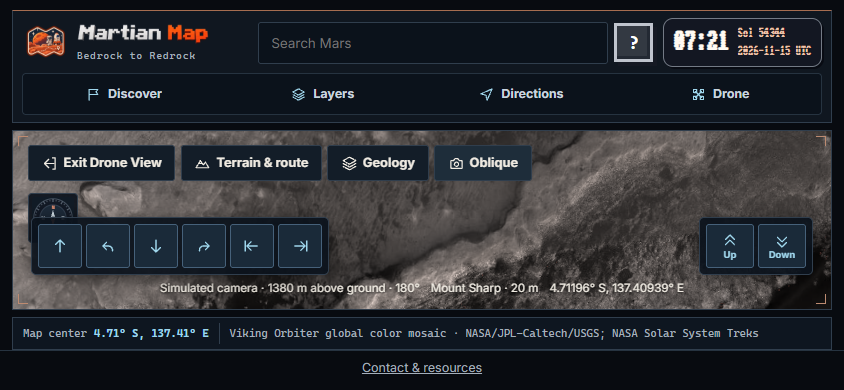 Martian Map
Bedrock to Redrock
Search Mars
?
07:21
Sol 54344
2026-11-15 UTC
Discover
Layers
Directions
Drone
Exit Drone View
Terrain & route
Geology
Oblique
Up
Down
Simulated camera · 1380 m above ground · 180° Mount Sharp · 20 m 4.71196° S, 137.40939° E
Map center 4.71° S, 137.41° E
Viking Orbiter global color mosaic · NASA/JPL-Caltech/USGS; NASA Solar System Treks
Contact & resources